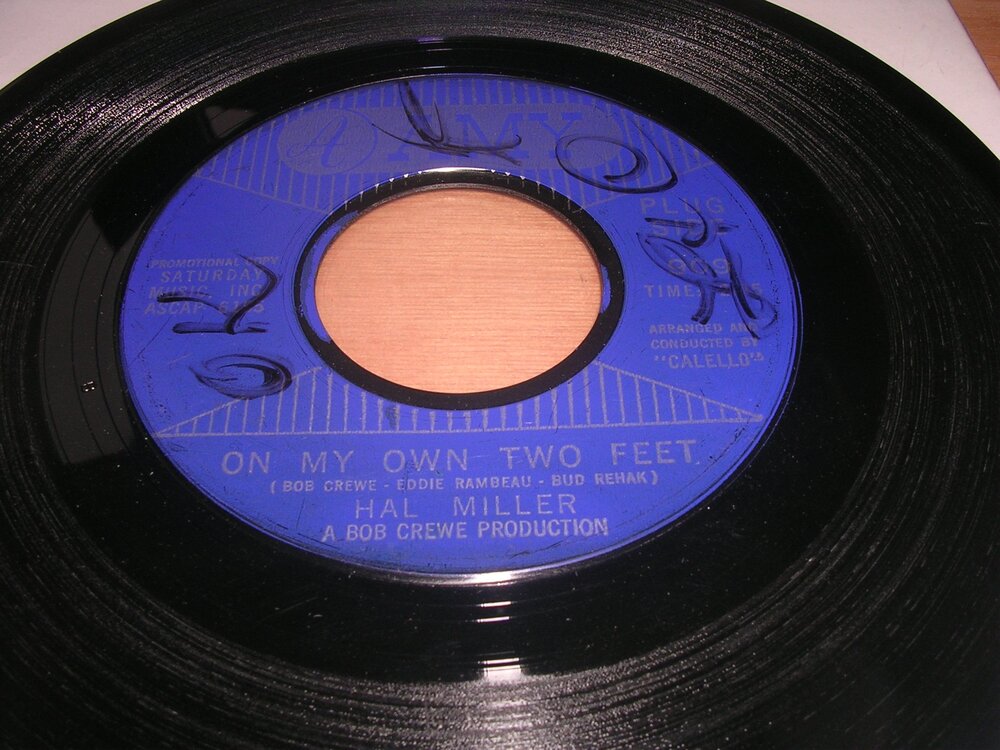 A AMY
PLUG
SIDE
909
TIME:
PROMOTIONAL COPY
SATURDAY
MUSIC, INC.
ASCAP
ARRANGED AND
CONDUCTED BY
"CALELLO"
ON MY OWN TWO FEET
(BOB CREWE - EDDIE RAMBEAU - BUD REHAK)
HAL MILLER
A BOB CREWE PRODUCTION